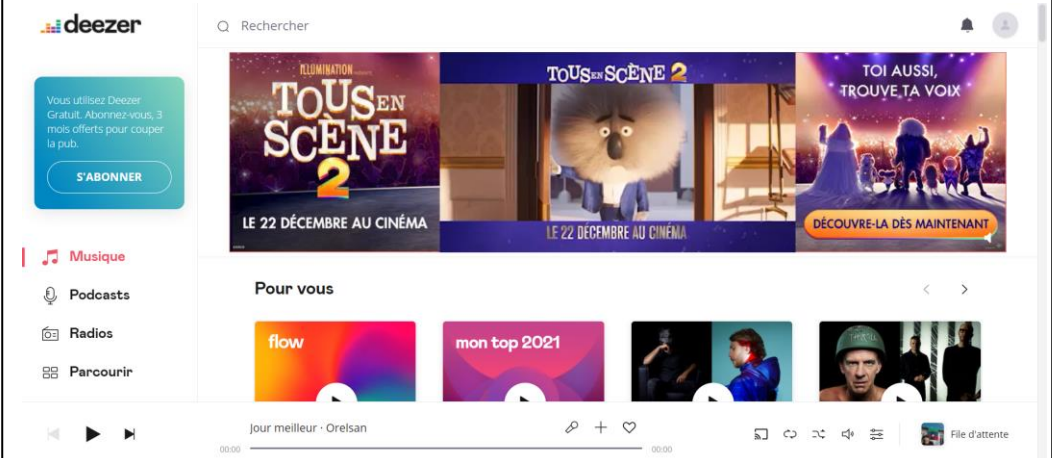 deezer
Rechercher
Vous utilisez Deezer
Gratuit. Abonnez-vous, 3
mois offerts pour couper
la pub.
S'ABONNER
Musique
Podcasts
Radios
Parcourir
ILLUMINATION
TOUS EN
SCÈNE
2
LE 22 DÉCEMBRE AU CINÉMA
TOUS EN SCÈNE 2
LE 22 DÉCEMBRE AU CINÉMA
TOI AUSSI,
TROUVE TA VOIX
DÉCOUVRE-LA DÈS MAINTENANT
Pour vous
flow
mon top 2021
Jour meilleur · Orelsan
00:00
00:00
File d'attente